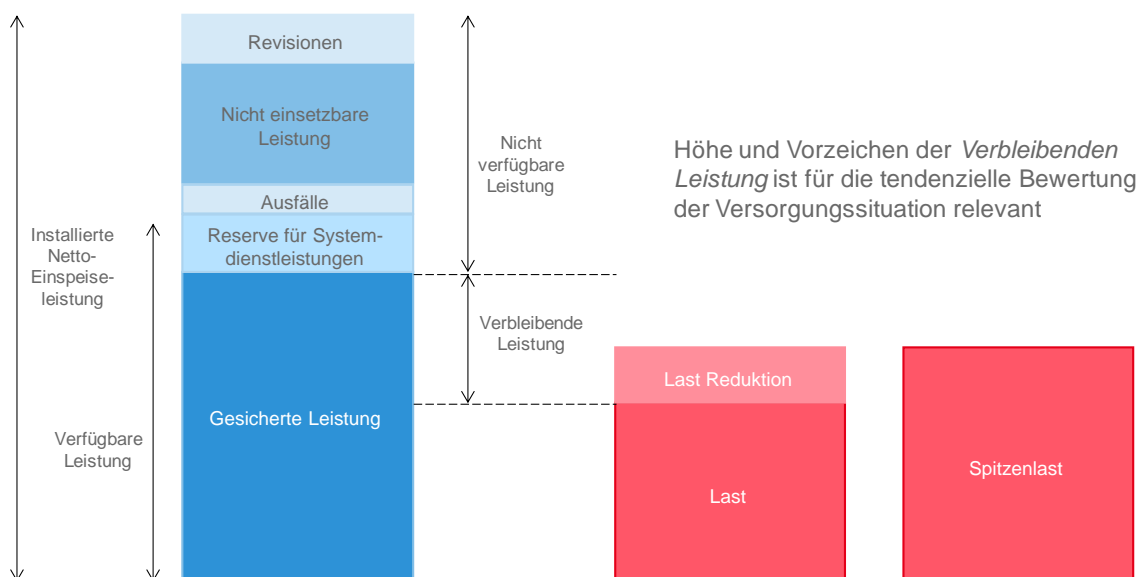 Revisionen
Nicht einsetzbare
Leistung
Ausfälle
Reserve für System-
dienstleistungen
Gesicherte Leistung
Installierte
Netto-
Einspeise-
leistung
Verfügbare
Leistung
Nicht
verfügbare
Leistung
Verbleibende
Leistung
Höhe und Vorzeichen der Verbleibenden
Leistung ist für die tendenzielle Bewertung
der Versorgungssituation relevant
Last Reduktion
Last
Spitzenlast